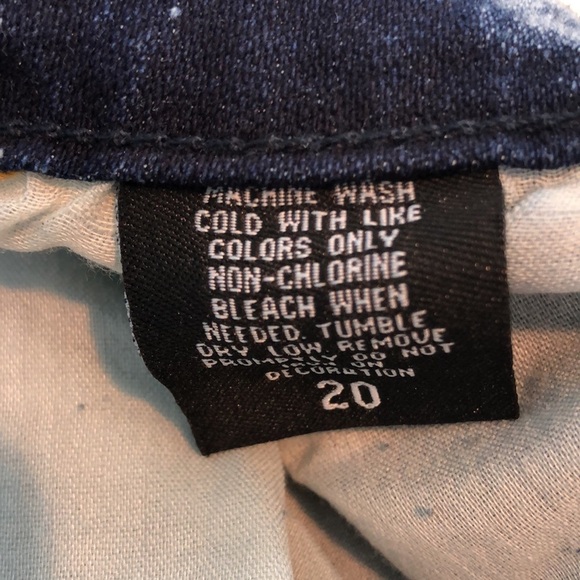 MACHINE WASH
COLD WITH LIKE
COLORS ONLY
NON-CHLORINE
BLEACH WHEN
NEEDED. TUMBLE
DRY LOW. REMOVE
PROMPTLY DO NOT
IRON ON
DECORATION
20